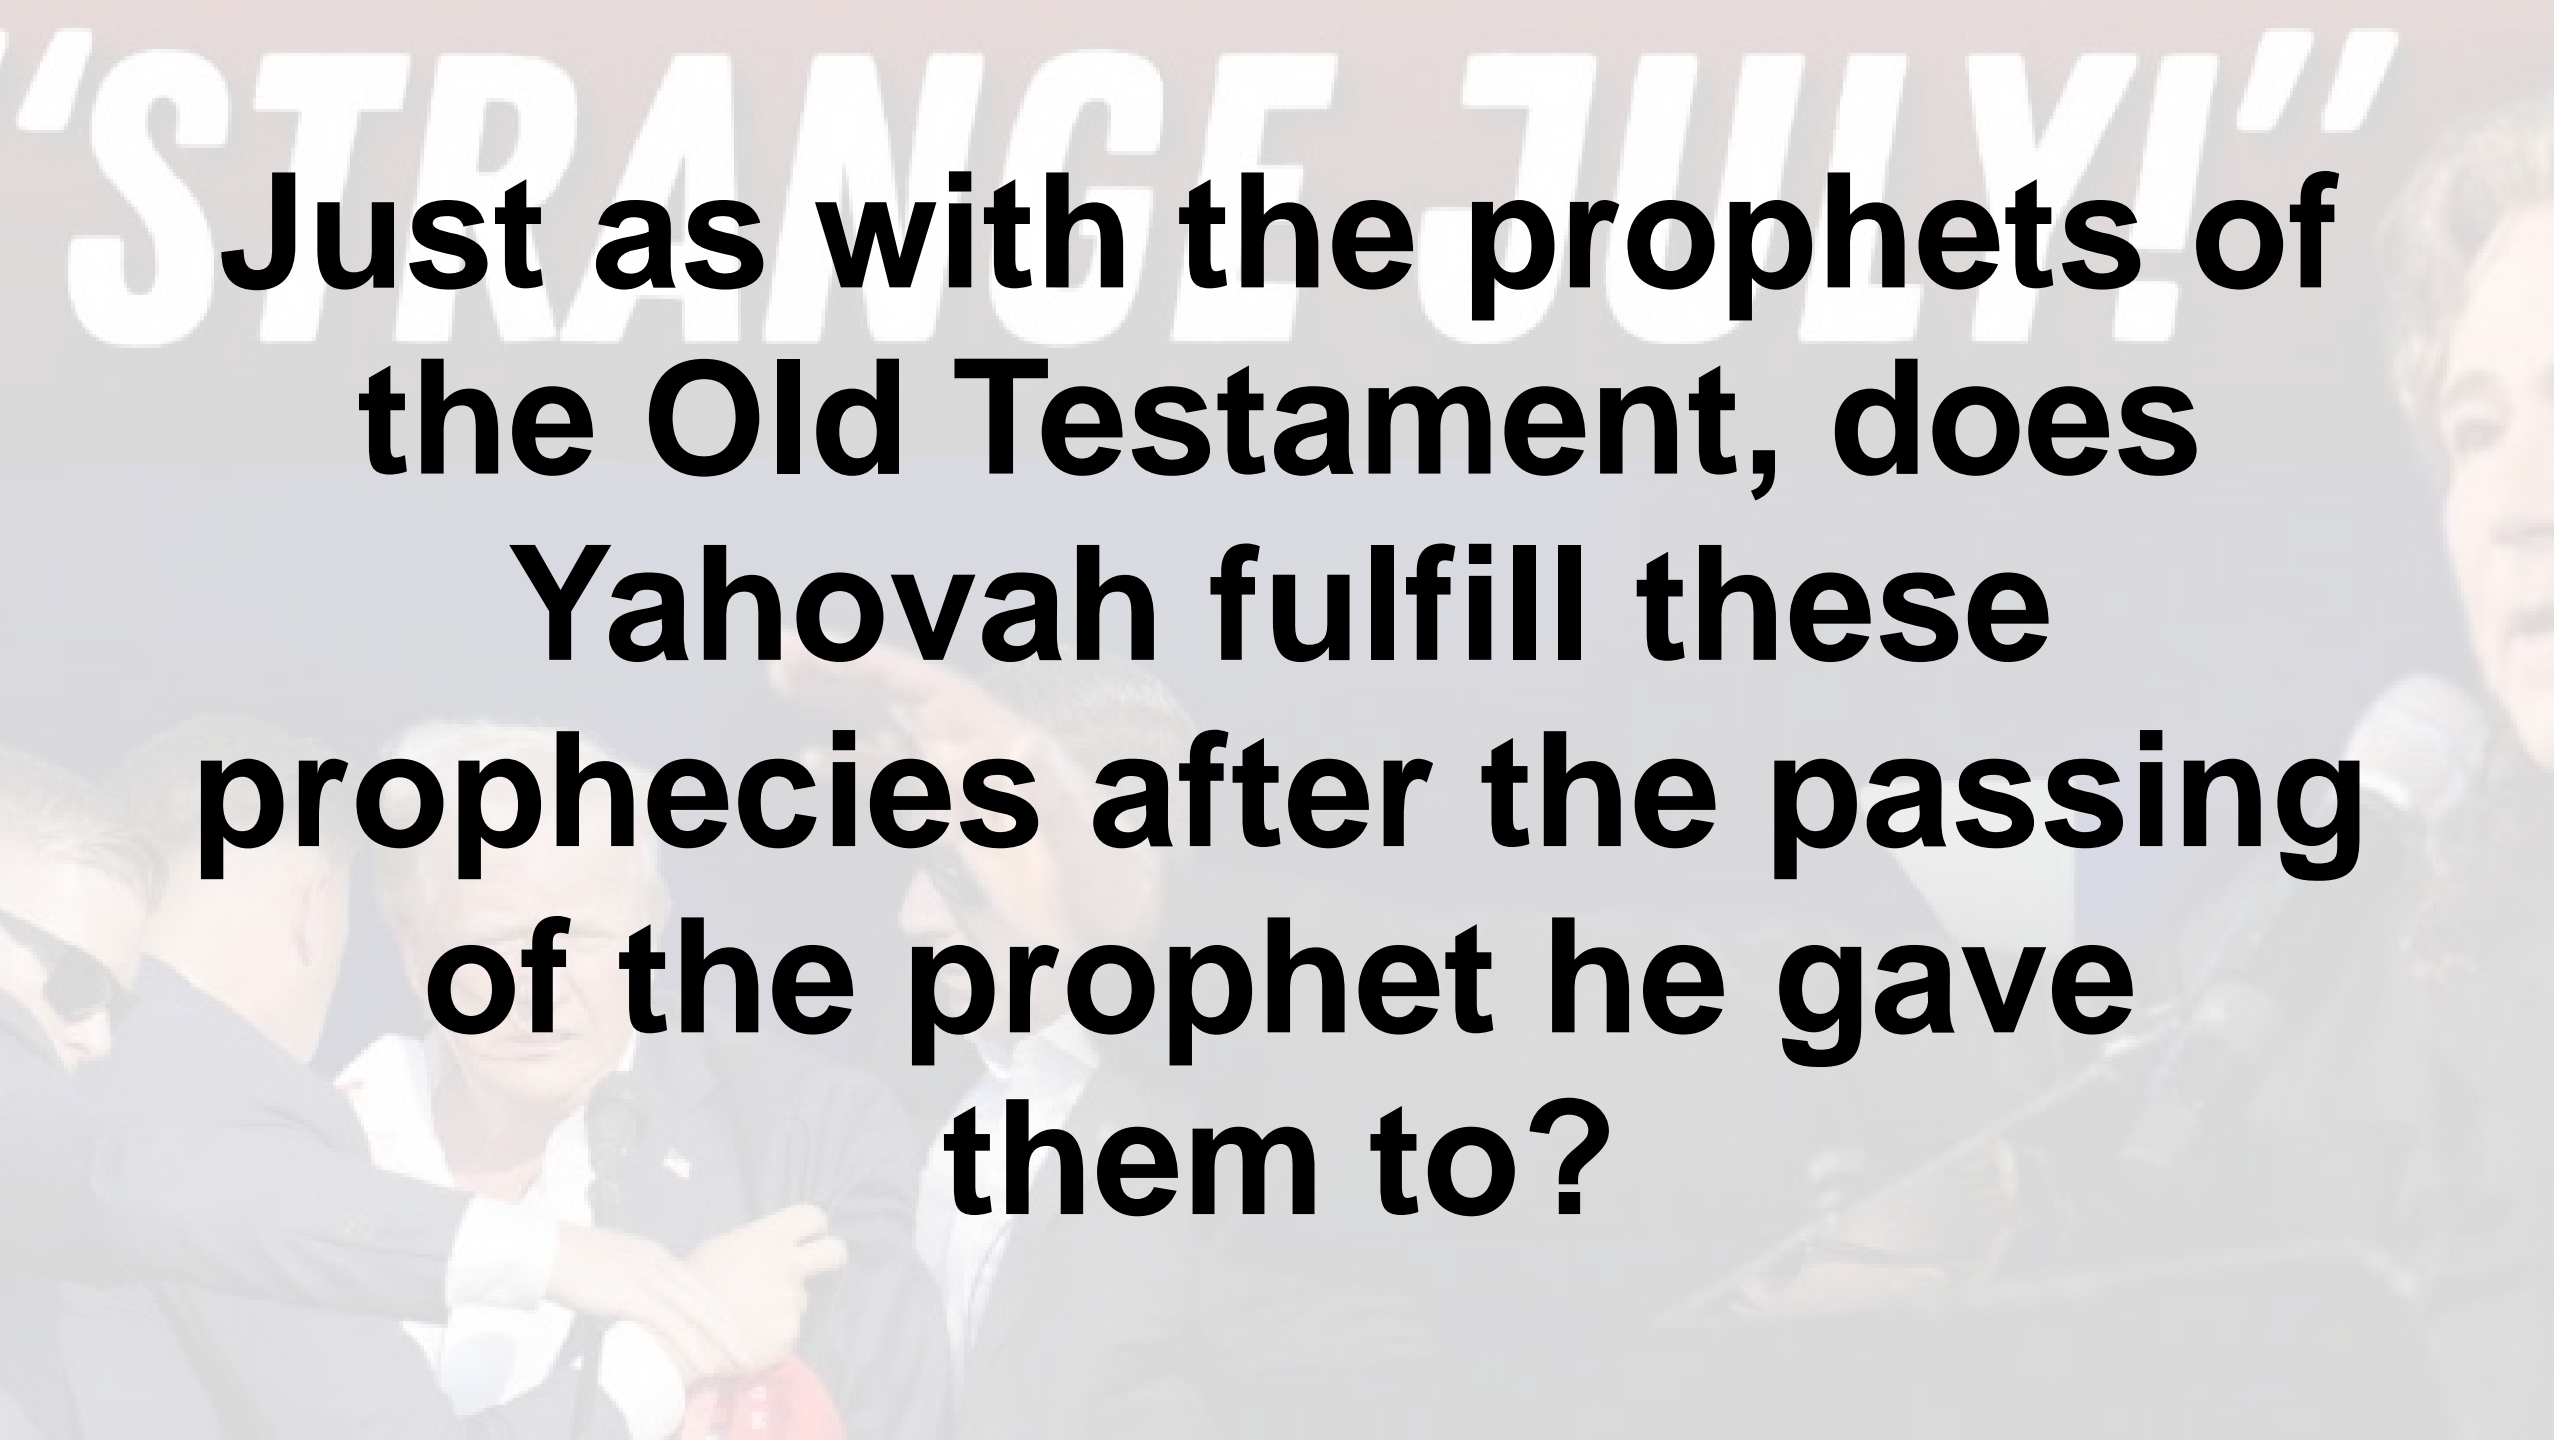 "STRANGE JULY!"
Just as with the prophets of
the Old Testament, does
Yahovah fulfill these
prophecies after the passing
of the prophet he gave
them to?